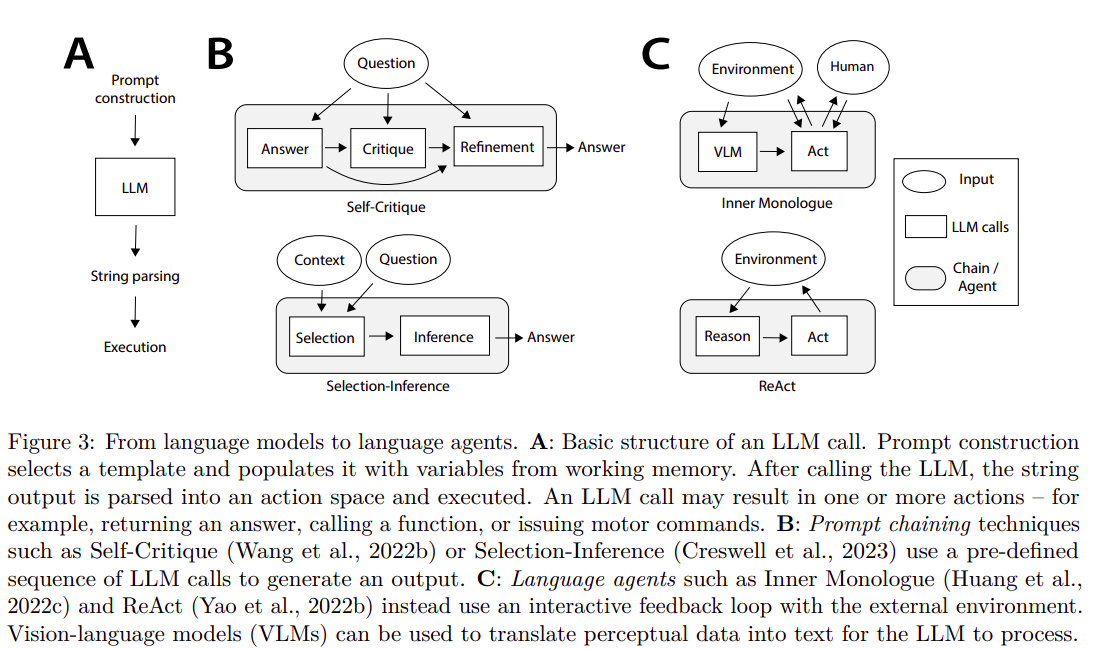 A
Prompt
construction
LLM
String parsing
Execution
B
Question
Answer
Critique
Refinement
Answer
Self-Critique
Context
Question
Selection
Inference
Answer
Selection-Inference
C
Environment
Human
VLM
Act
Inner Monologue
Environment
Reason
Act
ReAct
Input
LLM calls
Chain /
Agent
Figure 3: From language models to language agents. A: Basic structure of an LLM call. Prompt construction
selects a template and populates it with variables from working memory. After calling the LLM, the string
output is parsed into an action space and executed. An LLM call may result in one or more actions – for
example, returning an answer, calling a function, or issuing motor commands. B: Prompt chaining techniques
such as Self-Critique (Wang et al., 2022b) or Selection-Inference (Creswell et al., 2023) use a pre-defined
sequence of LLM calls to generate an output. C: Language agents such as Inner Monologue (Huang et al.,
2022c) and ReAct (Yao et al., 2022b) instead use an interactive feedback loop with the external environment.
Vision-language models (VLMs) can be used to translate perceptual data into text for the LLM to process.